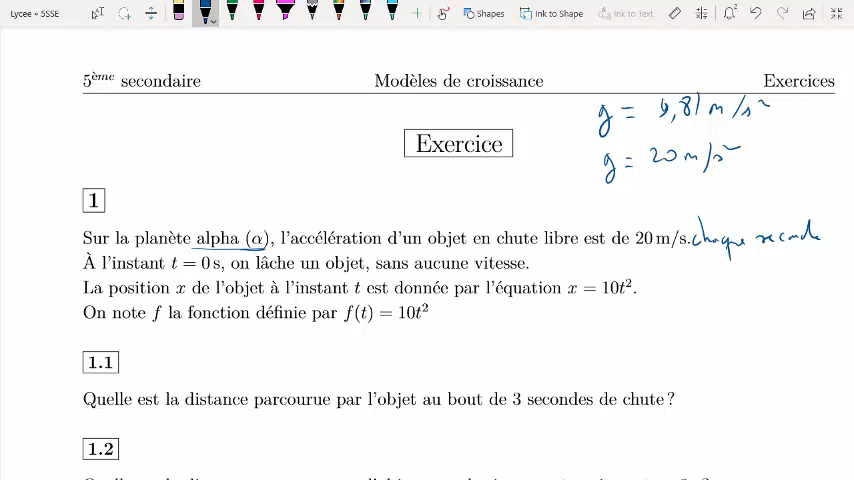 Lycee » 5SSE
Shapes
Ink to Shape
Ink to Text
5ème secondaire Modèles de croissance Exercices
g = 9,81 m/s²
Exercice
g = 20 m/s²
1
Sur la planète alpha (α), l'accélération d'un objet en chute libre est de 20 m/s. chaque seconde
À l'instant t = 0 s, on lâche un objet, sans aucune vitesse.
La position x de l'objet à l'instant t est donnée par l'équation x = 10t².
On note f la fonction définie par f(t) = 10t²
1.1
Quelle est la distance parcourue par l'objet au bout de 3 secondes de chute ?
1.2